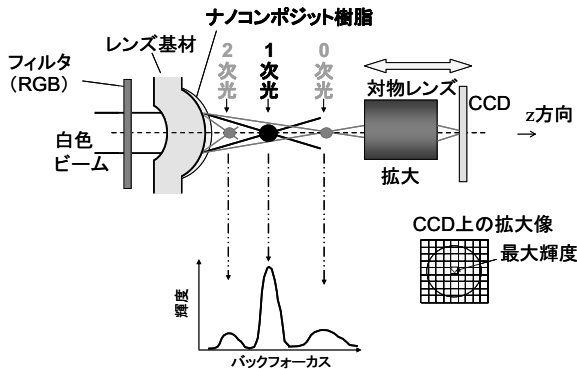 ナノコンポジット樹脂
レンズ基材
フィルタ
（RGB）
2次光
1次光
0次光
対物レンズ
CCD
z方向
白色
ビーム
拡大
CCD上の拡大像
最大輝度
輝度
バックフォーカス